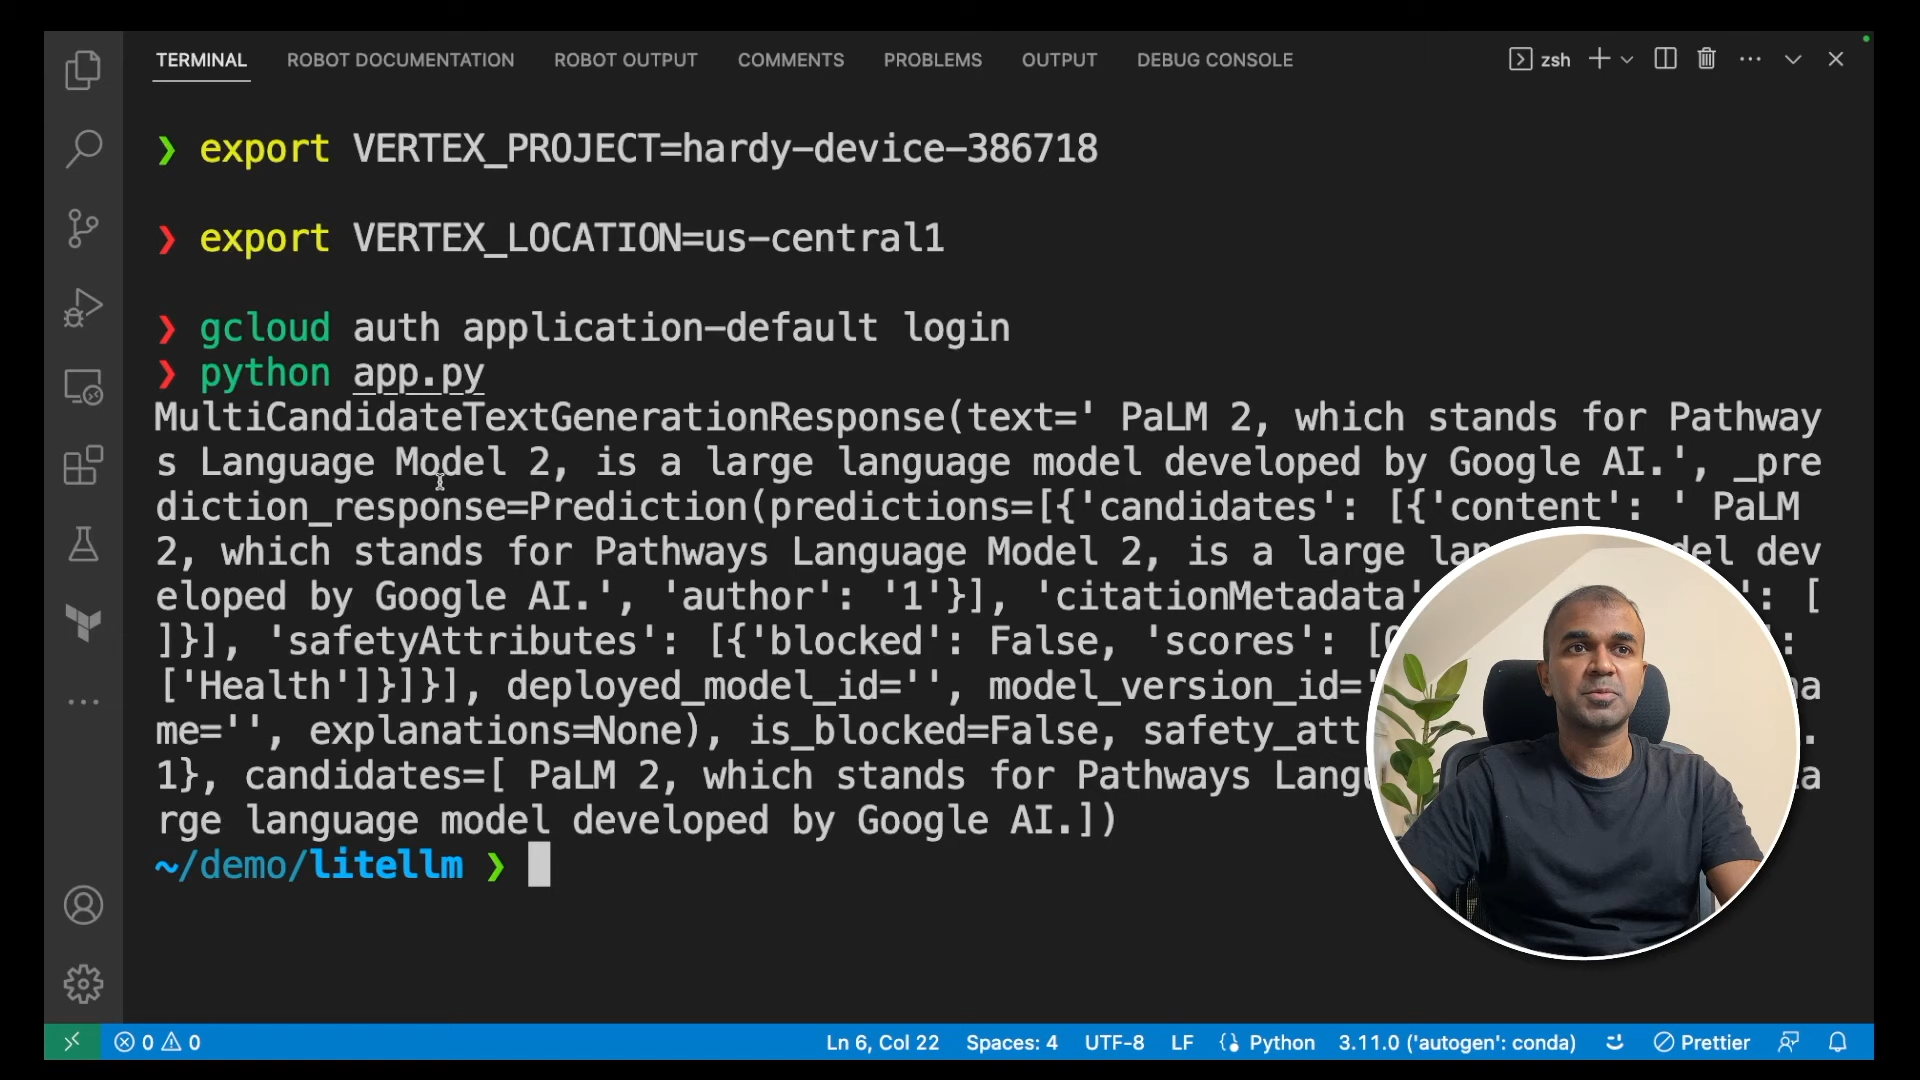 TERMINAL ROBOT DOCUMENTATION ROBOT OUTPUT COMMENTS PROBLEMS OUTPUT DEBUG CONSOLE zsh
❯ export VERTEX_PROJECT=hardy-device-386718
❯ export VERTEX_LOCATION=us-central1
❯ gcloud auth application-default login
❯ python app.py
MultiCandidateTextGenerationResponse(text=' PaLM 2, which stands for Pathway
s Language Model 2, is a large language model developed by Google AI.', _pre
diction_response=Prediction(predictions=[{'candidates': [{'content': ' PaLM
2, which stands for Pathways Language Model 2, is a large lan del dev
eloped by Google AI.', 'author': '1'}], 'citationMetadata' ': [
]}], 'safetyAttributes': [{'blocked': False, 'scores': [ :
['Health']}]}], deployed_model_id='', model_version_id=' a
me='', explanations=None), is_blocked=False, safety_att .
1}, candidates=[ PaLM 2, which stands for Pathways Langu a
rge language model developed by Google AI.])
~/demo/litellm ❯
0 0 Ln 6, Col 22 Spaces: 4 UTF-8 LF Python 3.11.0 ('autogen': conda) Prettier